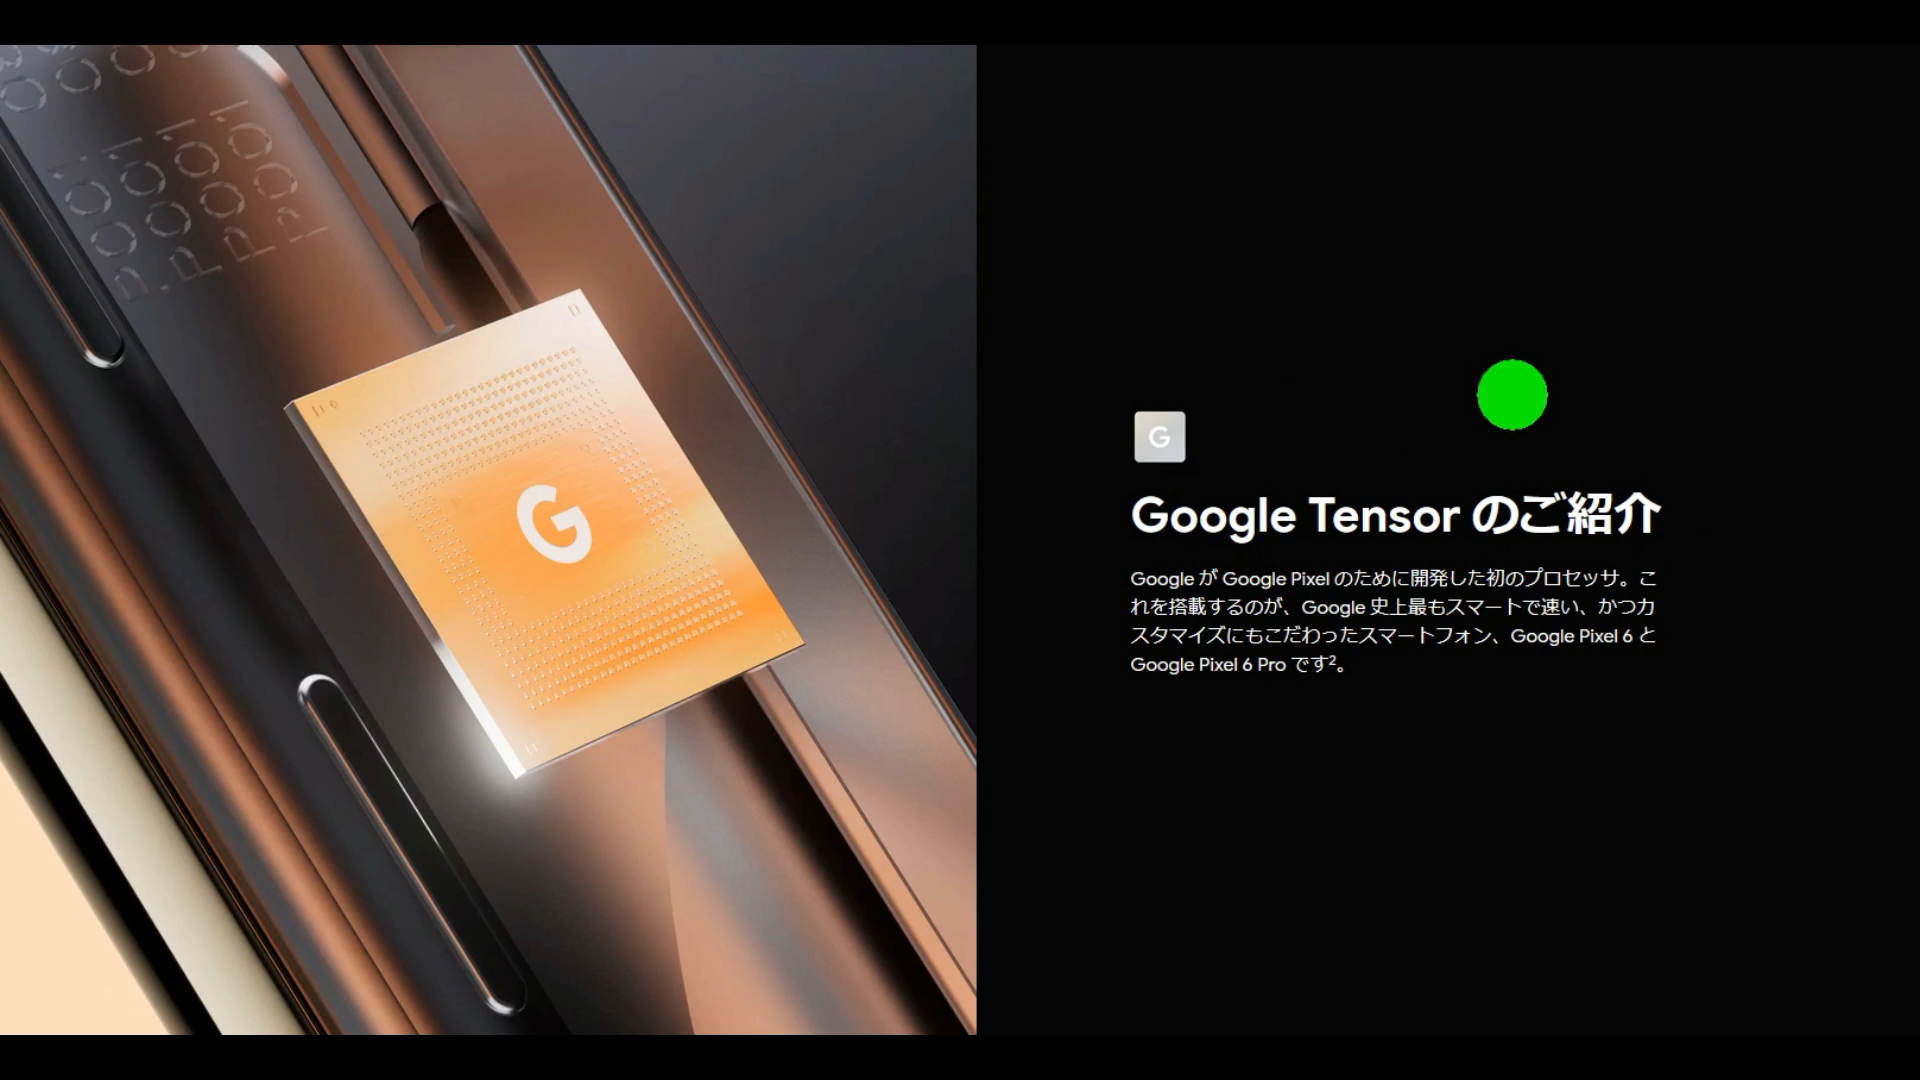 G
G
Google Tensor のご紹介
Google が Google Pixel のために開発した初のプロセッサ。こ
れを搭載するのが、Google 史上最もスマートで速い、かつカ
スタマイズにもこだわったスマートフォン、Google Pixel 6 と
Google Pixel 6 Pro です²。